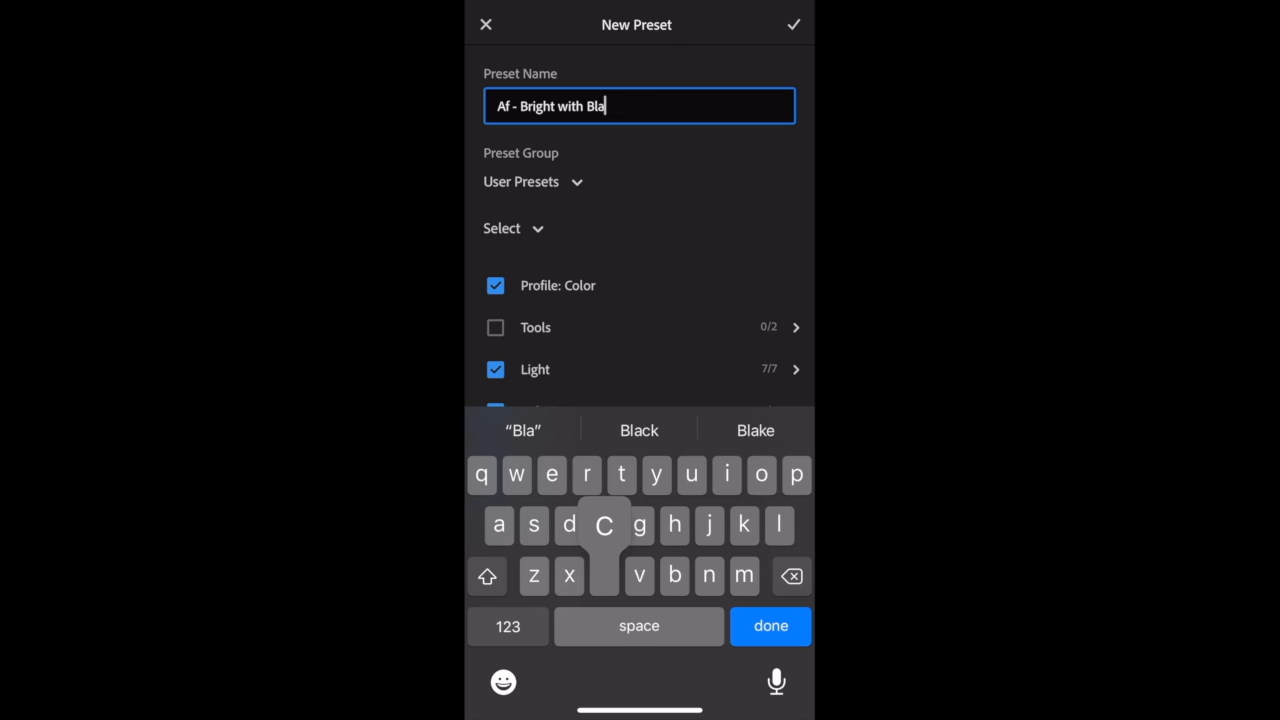 New Preset
Preset Name
Af - Bright with Bla
Preset Group
User Presets
Select
Profile: Color
Tools 0/2
Light 7/7
“Bla” Black Blake
q w e r t y u i o p
a s d C g h j k l
z x v b n m
123 space done